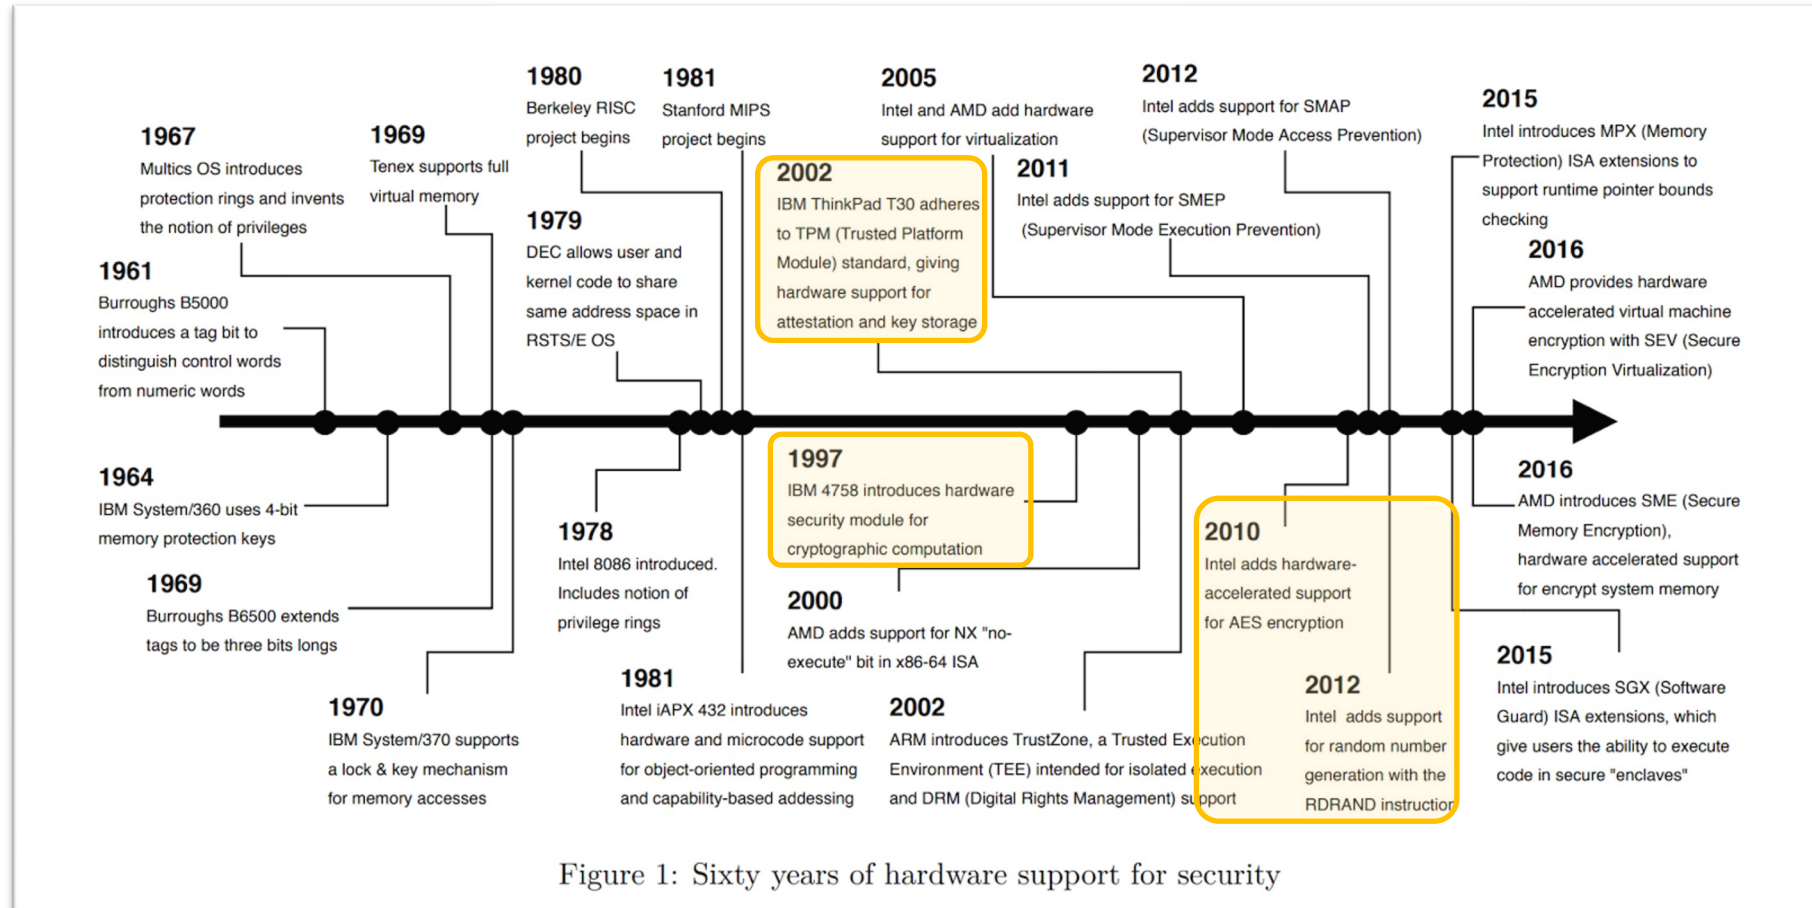 1980
Berkeley RISC
project begins
1981
Stanford MIPS
project begins
2005
Intel and AMD add hardware
support for virtualization
2012
Intel adds support for SMAP
(Supervisor Mode Access Prevention)
2015
Intel introduces MPX (Memory
Protection) ISA extensions to
support runtime pointer bounds
checking
1967
Multics OS introduces
protection rings and invents
the notion of privileges
1969
Tenex supports full
virtual memory
2002
IBM ThinkPad T30 adheres
to TPM (Trusted Platform
Module) standard, giving
hardware support for
attestation and key storage
2011
Intel adds support for SMEP
(Supervisor Mode Execution Prevention)
1979
DEC allows user and
kernel code to share
same address space in
RSTS/E OS
2016
AMD provides hardware
accelerated virtual machine
encryption with SEV (Secure
Encryption Virtualization)
1961
Burroughs B5000
introduces a tag bit to
distinguish control words
from numeric words
1964
IBM System/360 uses 4-bit
memory protection keys
1969
Burroughs B6500 extends
tags to be three bits longs
1970
IBM System/370 supports
a lock & key mechanism
for memory accesses
1978
Intel 8086 introduced.
Includes notion of
privilege rings
1981
Intel iAPX 432 introduces
hardware and microcode support
for object-oriented programming
and capability-based addessing
1997
IBM 4758 introduces hardware
security module for
cryptographic computation
2000
AMD adds support for NX "no-
execute" bit in x86-64 ISA
2002
ARM introduces TrustZone, a Trusted Execution
Environment (TEE) intended for isolated execution
and DRM (Digital Rights Management) support
2010
Intel adds hardware-
accelerated support
for AES encryption
2012
Intel adds support
for random number
generation with the
RDRAND instruction
2016
AMD introduces SME (Secure
Memory Encryption),
hardware accelerated support
for encrypt system memory
2015
Intel introduces SGX (Software
Guard) ISA extensions, which
give users the ability to execute
code in secure "enclaves"
Figure 1: Sixty years of hardware support for security